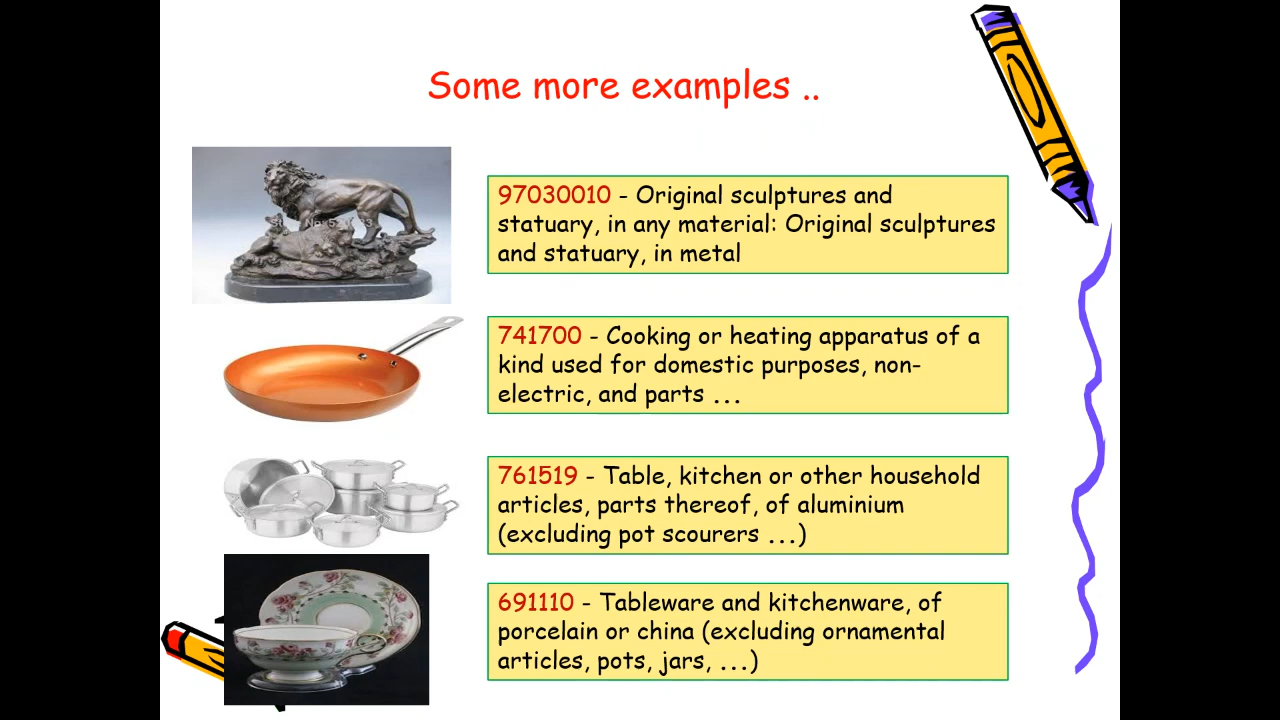 Some more examples ..
97030010 - Original sculptures and
statuary, in any material: Original sculptures
and statuary, in metal
741700 - Cooking or heating apparatus of a
kind used for domestic purposes, non-
electric, and parts ...
761519 - Table, kitchen or other household
articles, parts thereof, of aluminium
(excluding pot scourers ...)
691110 - Tableware and kitchenware, of
porcelain or china (excluding ornamental
articles, pots, jars, ...)